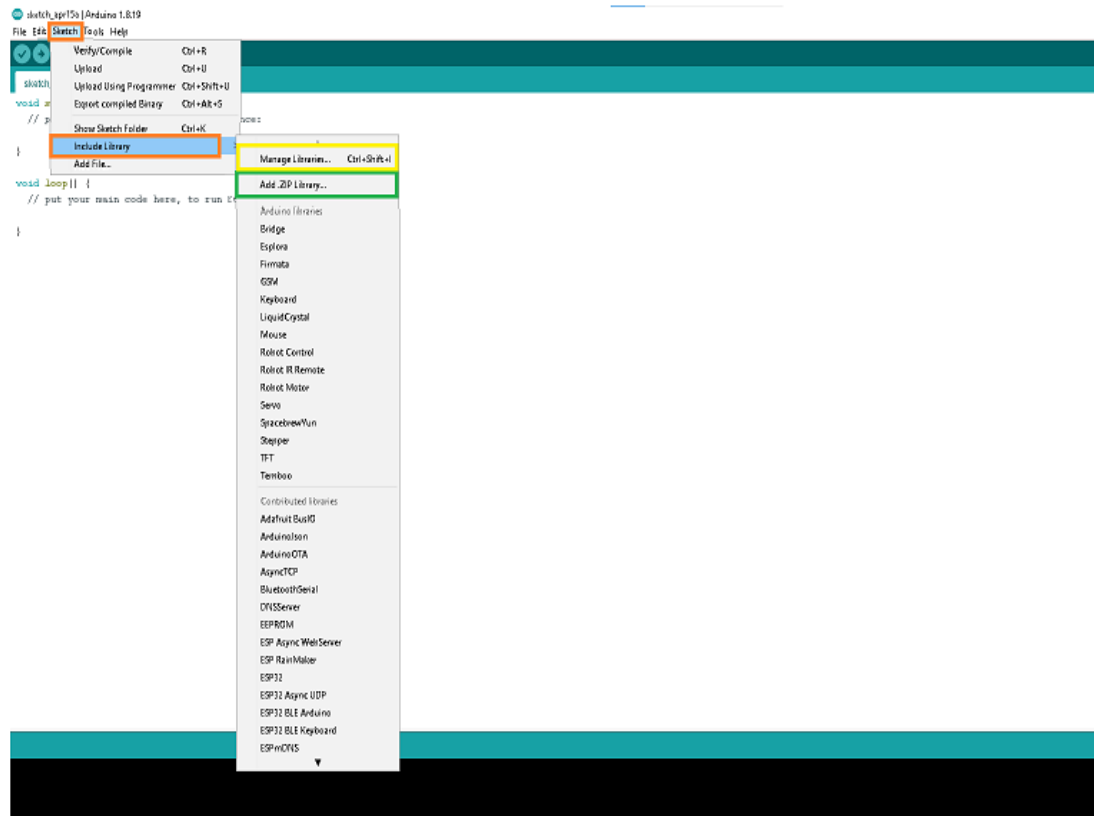 sketch_apr15b | Arduino 1.8.19
File Edit Sketch Tools Help
Verify/Compile Ctrl+R
Upload Ctrl+U
Upload Using Programmer Ctrl+Shift+U
Export compiled Binary Ctrl+Alt+S
Show Sketch Folder Ctrl+K
Include Library
Add File...
sketch_
void
// p
nce:
}
void loop() {
// put your main code here, to run
}
Manage Libraries... Ctrl+Shift+I
Add .ZIP Library...
Arduino libraries
Bridge
Esplora
Firmata
GSM
Keyboard
LiquidCrystal
Mouse
Robot Control
Robot IR Remote
Robot Motor
Servo
SpacebrewYun
Stepper
TFT
Temboo
Contributed libraries
Adafruit BusIO
ArduinoJson
ArduinoOTA
AsyncTCP
BluetoothSerial
DNSServer
EEPROM
ESP Async WebServer
ESP RainMaker
ESP32
ESP32 Async UDP
ESP32 BLE Arduino
ESP32 BLE Keyboard
ESPmDNS